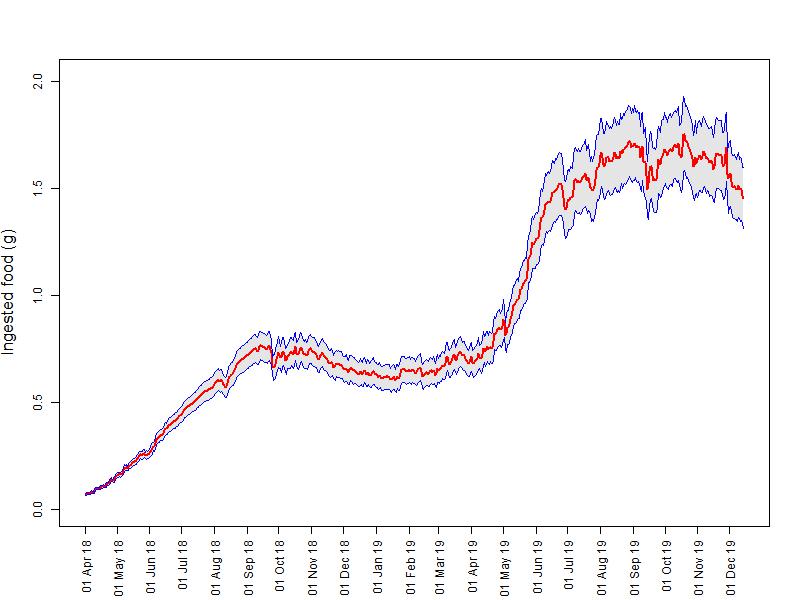 Ingested food (g)
2.0
1.5
1.0
0.5
0.0
01 Apr 18
01 May 18
01 Jun 18
01 Jul 18
01 Aug 18
01 Sep 18
01 Oct 18
01 Nov 18
01 Dec 18
01 Jan 19
01 Feb 19
01 Mar 19
01 Apr 19
01 May 19
01 Jun 19
01 Jul 19
01 Aug 19
01 Sep 19
01 Oct 19
01 Nov 19
01 Dec 19